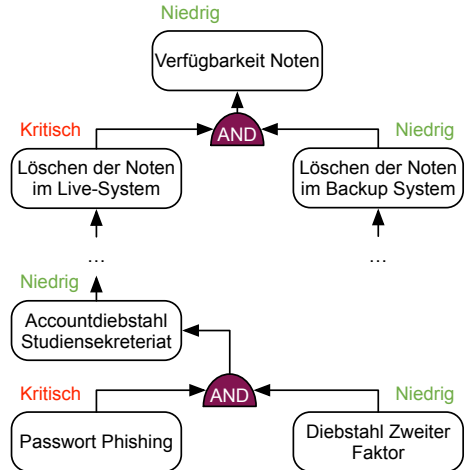 Niedrig
Verfügbarkeit Noten
Kritisch
AND
Niedrig
Löschen der Noten
im Live-System
Löschen der Noten
im Backup System
...
...
Niedrig
Accountdiebstahl
Studiensekreteriat
Kritisch
AND
Niedrig
Passwort Phishing
Diebstahl Zweiter
Faktor